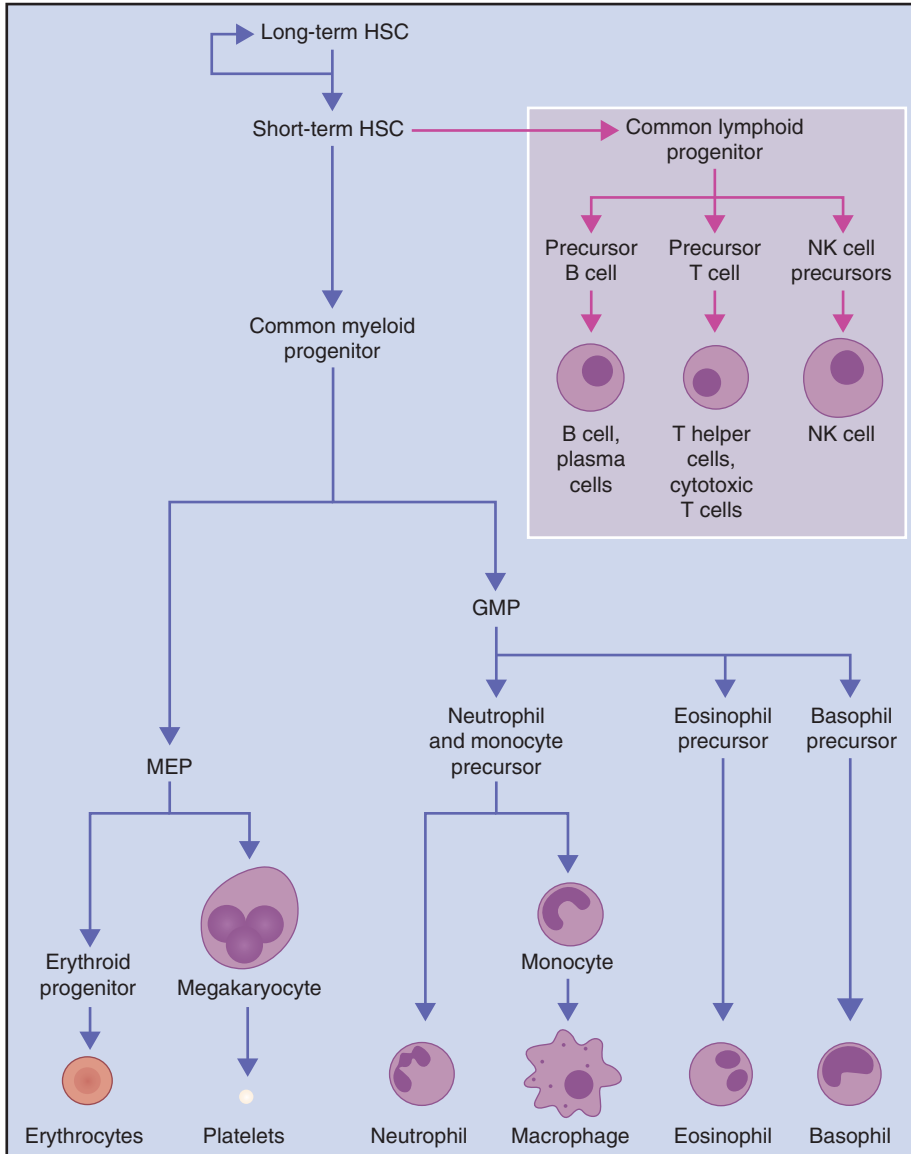 Long-term HSC
Short-term HSC
Common lymphoid
progenitor
Precursor
B cell
Precursor
T cell
NK cell
precursors
Common myeloid
progenitor
B cell,
plasma
cells
T helper
cells,
cytotoxic
T cells
NK cell
GMP
Neutrophil
and monocyte
precursor
Eosinophil
precursor
Basophil
precursor
MEP
Erythroid
progenitor
Megakaryocyte
Monocyte
Erythrocytes
Platelets
Neutrophil
Macrophage
Eosinophil
Basophil